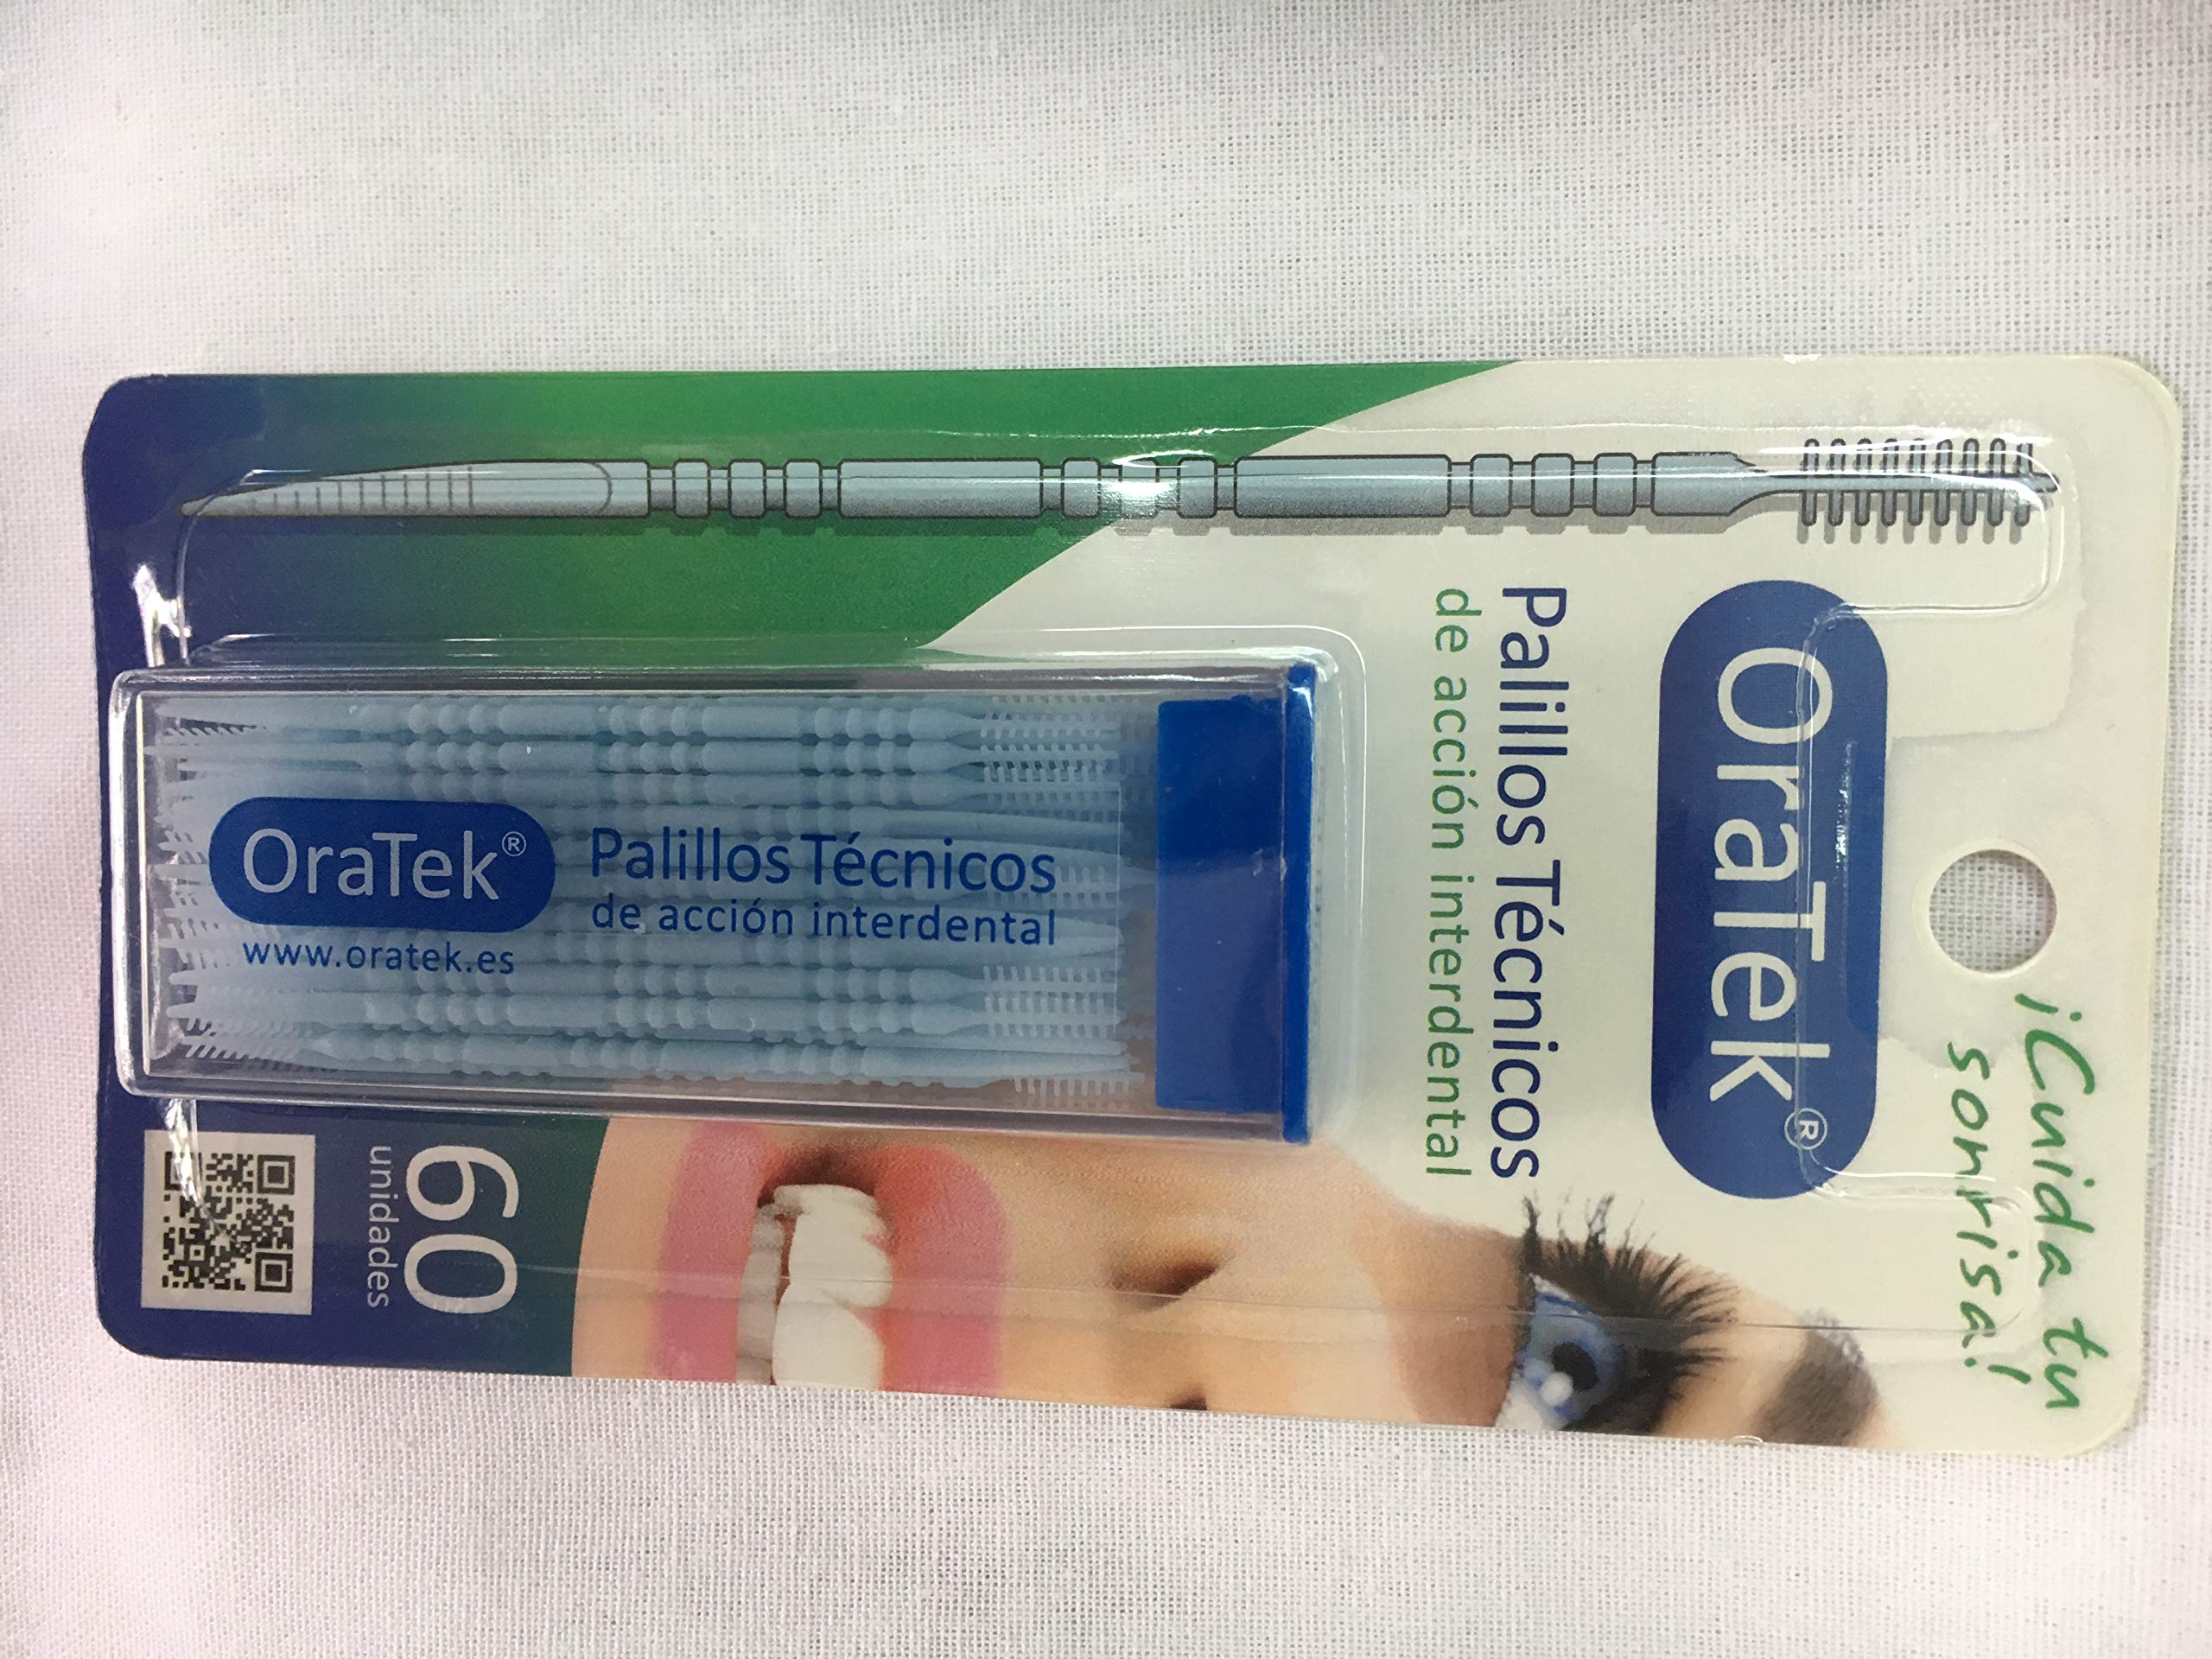 ¡Cuida tu
sonrisa!
OraTek®
Palillos Técnicos
de acción interdental
OraTek®
www.oratek.es
Palillos Técnicos
de acción interdental
60
unidades